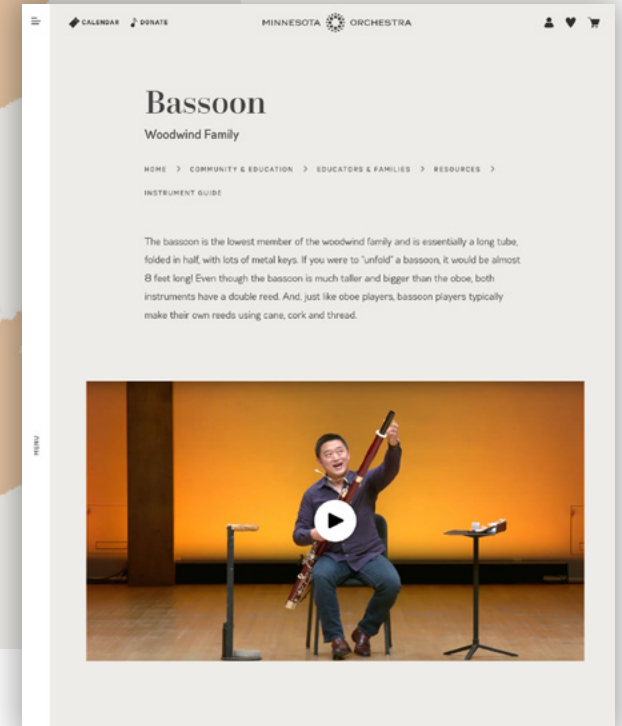 CALENDAR DONATE MINNESOTA ORCHESTRA
Bassoon
Woodwind Family
HOME > COMMUNITY & EDUCATION > EDUCATORS & FAMILIES > RESOURCES >
INSTRUMENT GUIDE
The bassoon is the lowest member of the woodwind family and is essentially a long tube,
folded in half, with lots of metal keys. If you were to "unfold" a bassoon, it would be almost
8 feet long! Even though the bassoon is much taller and bigger than the oboe, both
instruments have a double reed. And, just like oboe players, bassoon players typically
make their own reeds using cane, cork and thread.
MENU